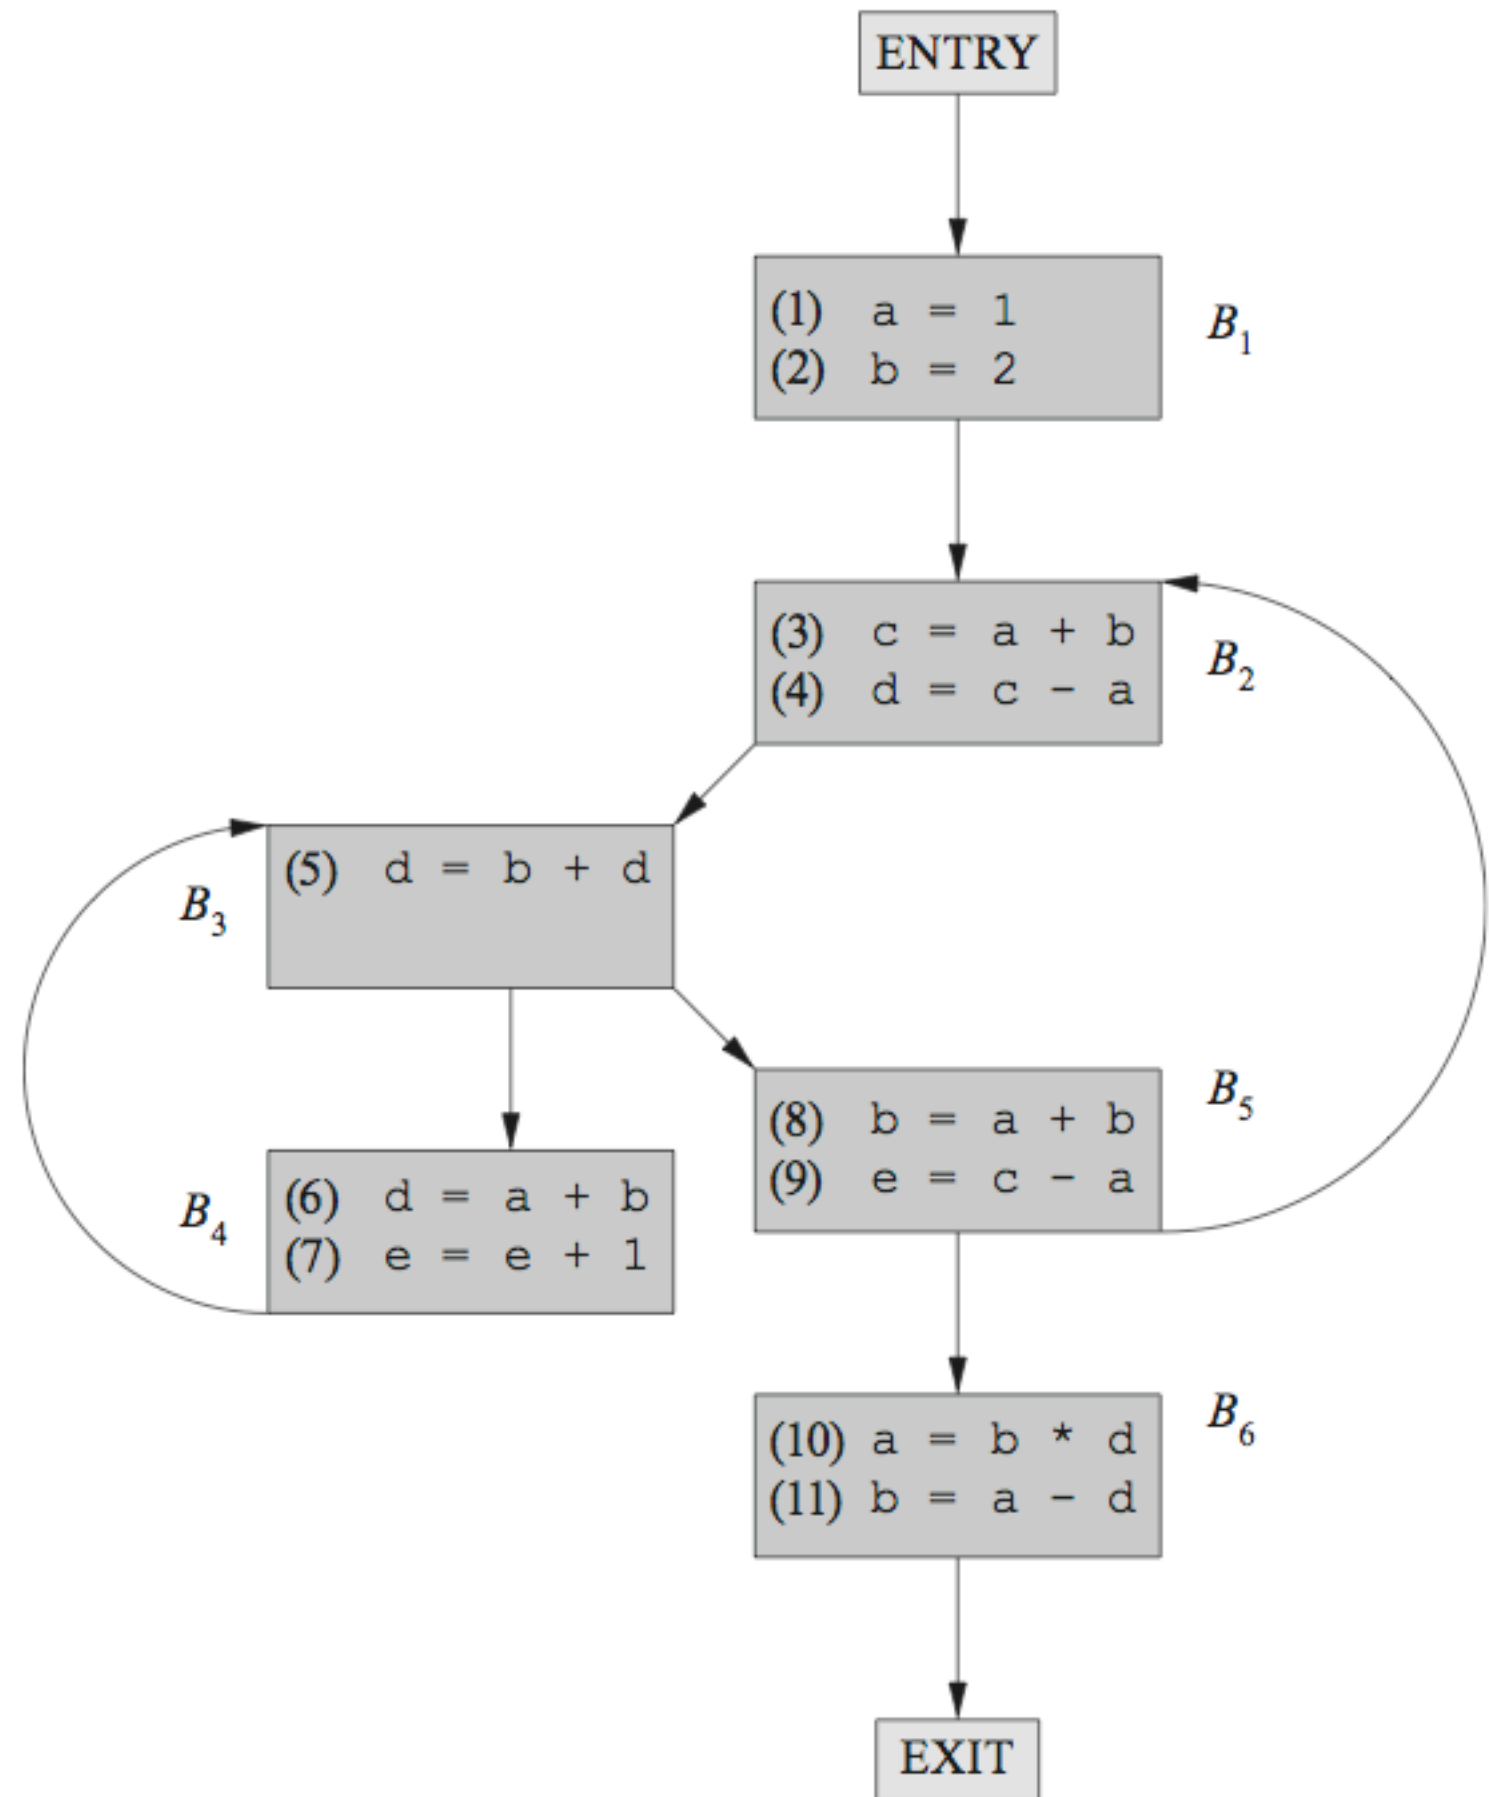 ENTRY
(1) a = 1
(2) b = 2
B1
(3) c = a + b
(4) d = c - a
B2
(5) d = b + d
B3
(6) d = a + b
(7) e = e + 1
B4
(8) b = a + b
(9) e = c - a
B5
(10) a = b * d
(11) b = a - d
B6
EXIT